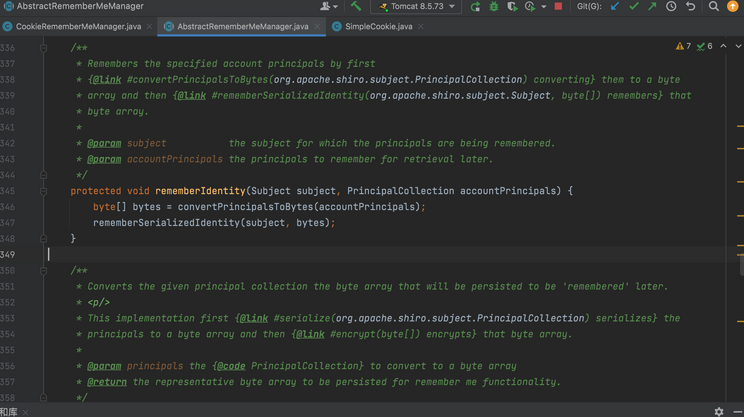 AbstractRememberMeManager
Tomcat 8.5.73
Git(G):
CookieRememberMeManager.java
AbstractRememberMeManager.java
SimpleCookie.java
7 6
336 /**
337 * Remembers the specified account principals by first
338 * {@link #convertPrincipalsToBytes(org.apache.shiro.subject.PrincipalCollection) converting} them to a byte
339 * array and then {@link #rememberSerializedIdentity(org.apache.shiro.subject.Subject, byte[]) remembers} that
340 * byte array.
341 *
342 * @param subject the subject for which the principals are being remembered.
343 * @param accountPrincipals the principals to remember for retrieval later.
344 */
345 protected void rememberIdentity(Subject subject, PrincipalCollection accountPrincipals) {
346 byte[] bytes = convertPrincipalsToBytes(accountPrincipals);
347 rememberSerializedIdentity(subject, bytes);
348 }
349
350 /**
351 * Converts the given principal collection the byte array that will be persisted to be 'remembered' later.
352 * <p/>
353 * This implementation first {@link #serialize(org.apache.shiro.subject.PrincipalCollection) serializes} the
354 * principals to a byte array and then {@link #encrypt(byte[]) encrypts} that byte array.
355 *
356 * @param principals the {@code PrincipalCollection} to convert to a byte array
357 * @return the representative byte array to be persisted for remember me functionality.
358 */
和库